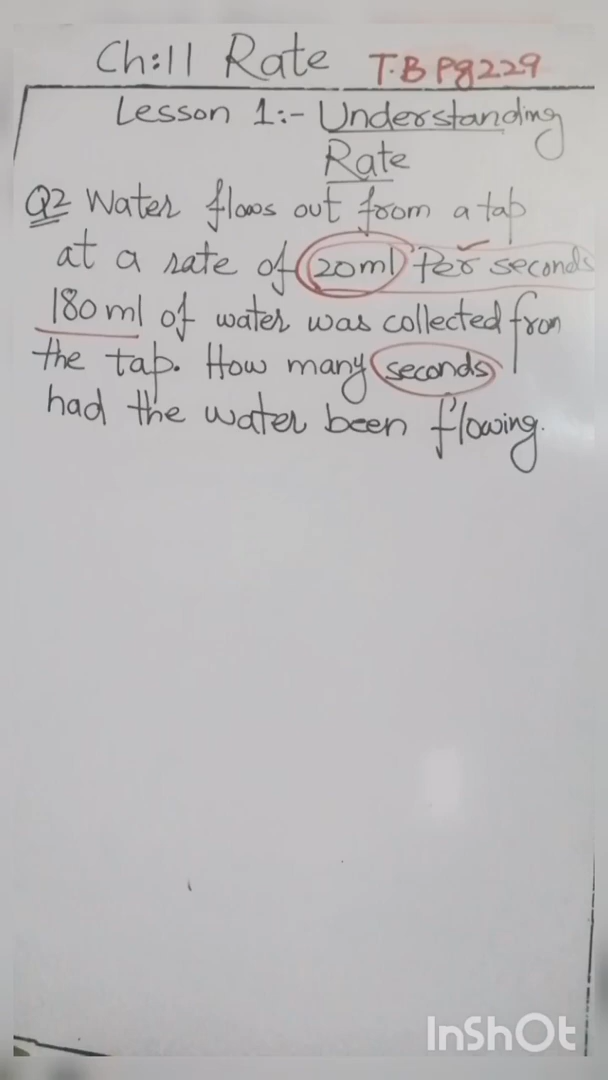 Ch:11 Rate T.B Pg229
Lesson 1:- Understanding
Rate
Q2 Water flows out from a tap
at a rate of 20ml Per seconds
180 ml of water was collected from
the tap. How many seconds
had the water been flowing.
InShOt